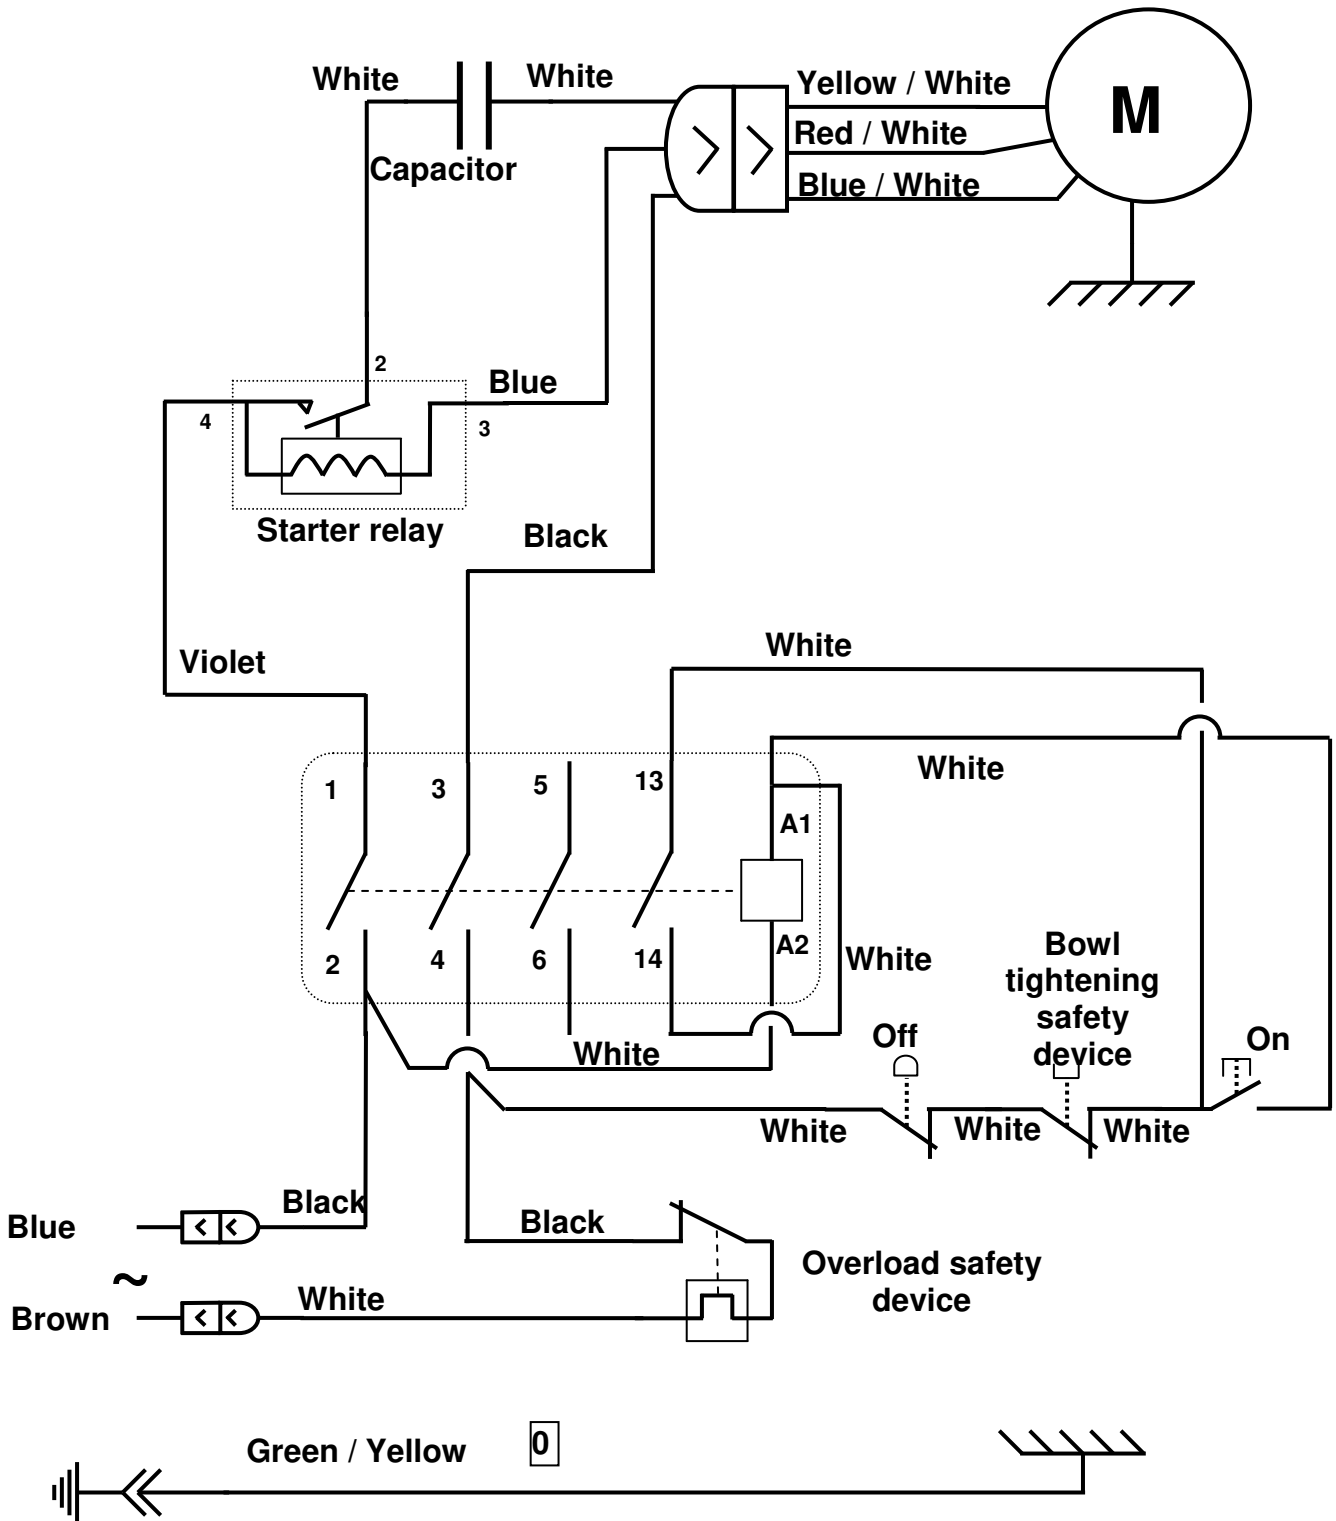 White
White
Yellow / White
M
Red / White
Capacitor
Blue / White
2
Blue
4
3
Starter relay
Black
White
Violet
White
1
3
5
13
A1
2
4
6
14
A2
White
Bowl
tightening
safety
device
Off
On
White
White
White
White
Black
Blue
Black
~
Overload safety
device
White
Brown
Green / Yellow
0